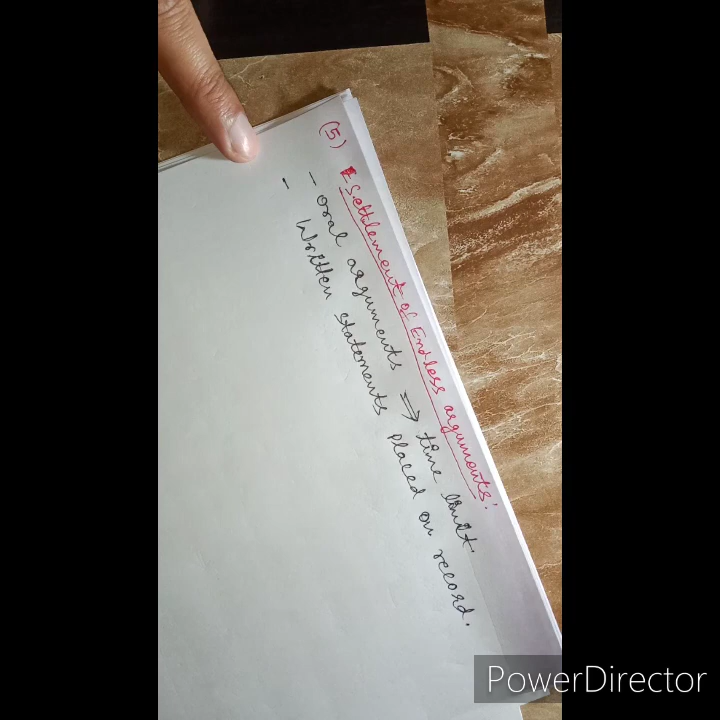 (5) Settlement of Endless arguments:
- oral arguments ⇒ time limit.
- Written statements placed on record.
PowerDirector